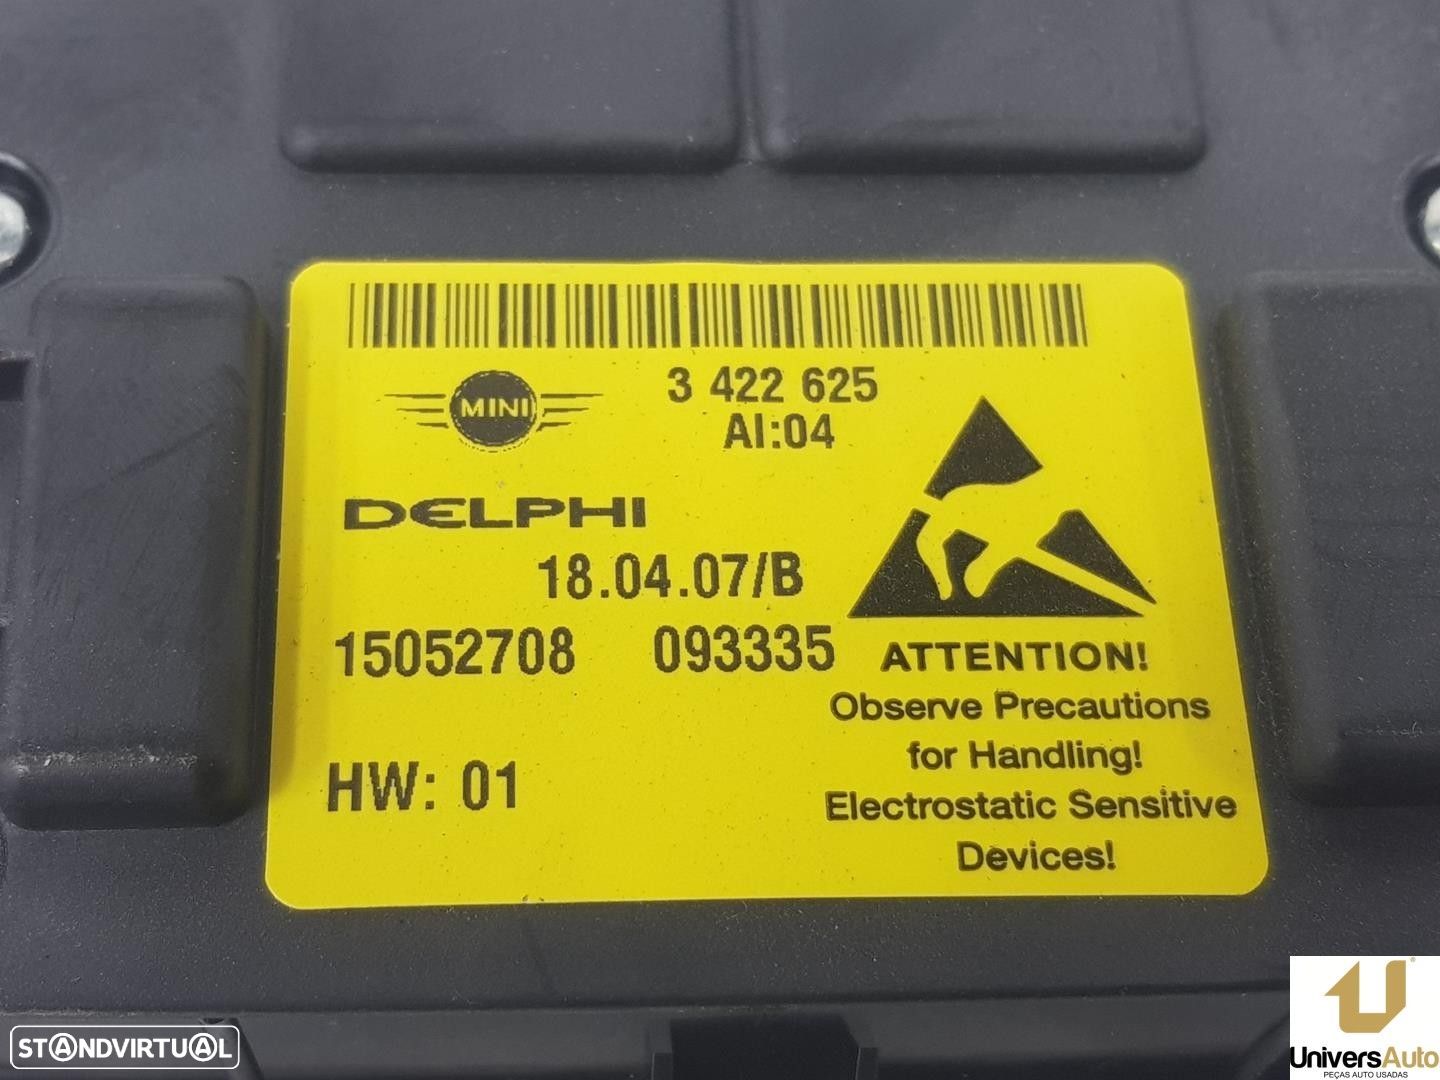 3 422 625
AI:04
MINI
DELPHI
18.04.07/B
15052708 093335
HW: 01
ATTENTION!
Observe Precautions
for Handling!
Electrostatic Sensitive
Devices!
STANDVIRTUAL
UniversAuto
PEÇAS AUTO USADAS